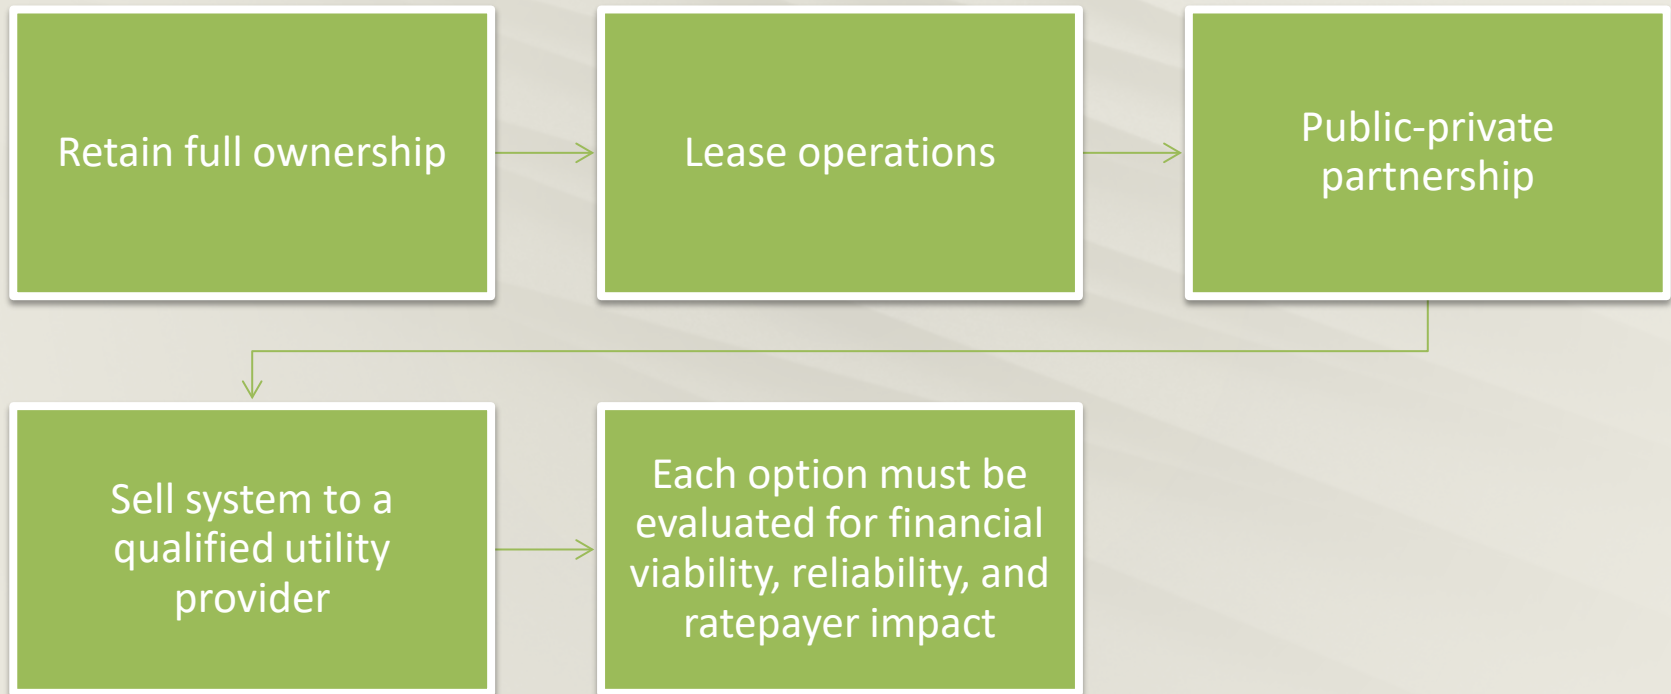 Retain full ownership
Lease operations
Public-private
partnership
Sell system to a
qualified utility
provider
Each option must be
evaluated for financial
viability, reliability, and
ratepayer impact